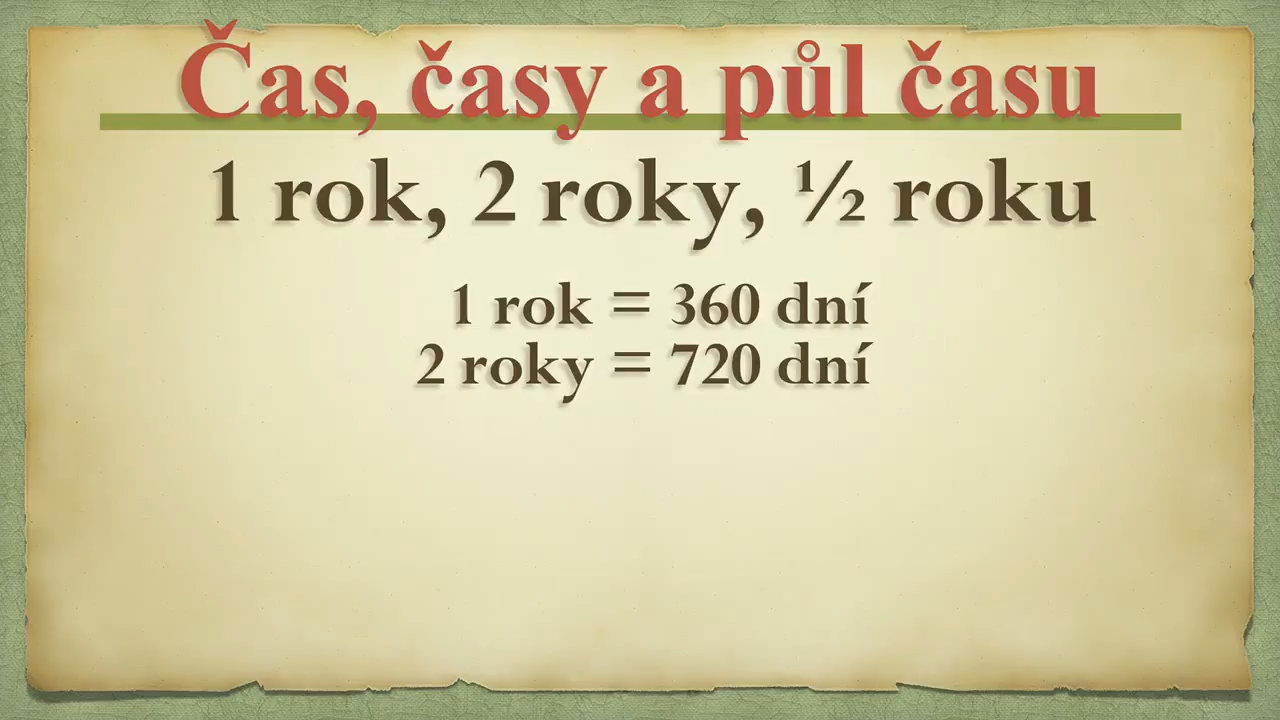 Čas, časy a půl času
1 rok, 2 roky, ½ roku
1 rok = 360 dní
2 roky = 720 dní